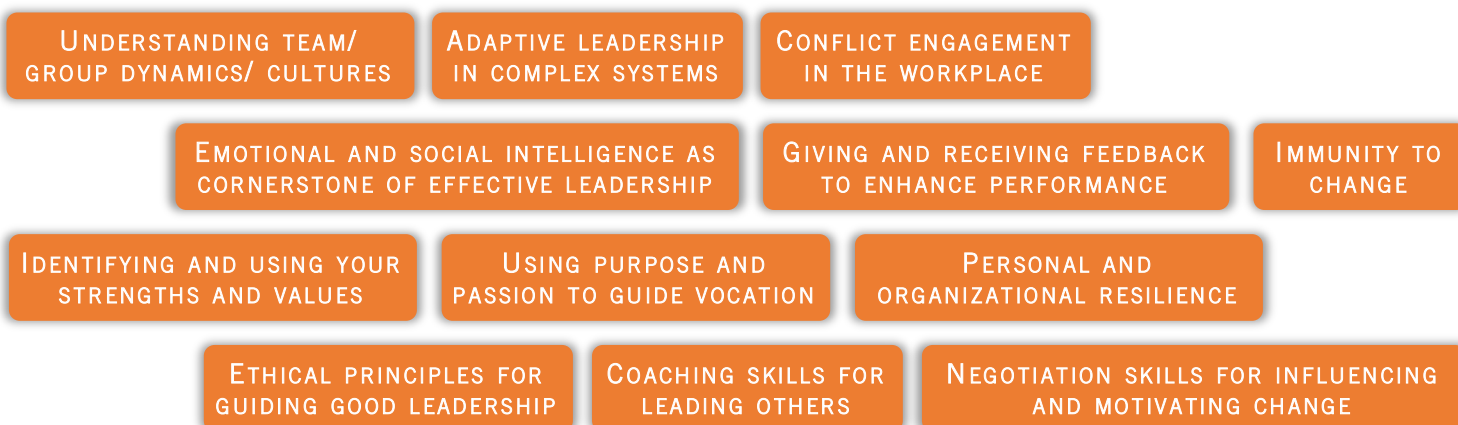 Understanding team/
group dynamics/ cultures
Adaptive leadership
in complex systems
Conflict engagement
in the workplace
Emotional and social intelligence as
cornerstone of effective leadership
Giving and receiving feedback
to enhance performance
Immunity to
change
Identifying and using your
strengths and values
Using purpose and
passion to guide vocation
Personal and
organizational resilience
Ethical principles for
guiding good leadership
Coaching skills for
leading others
Negotiation skills for influencing
and motivating change